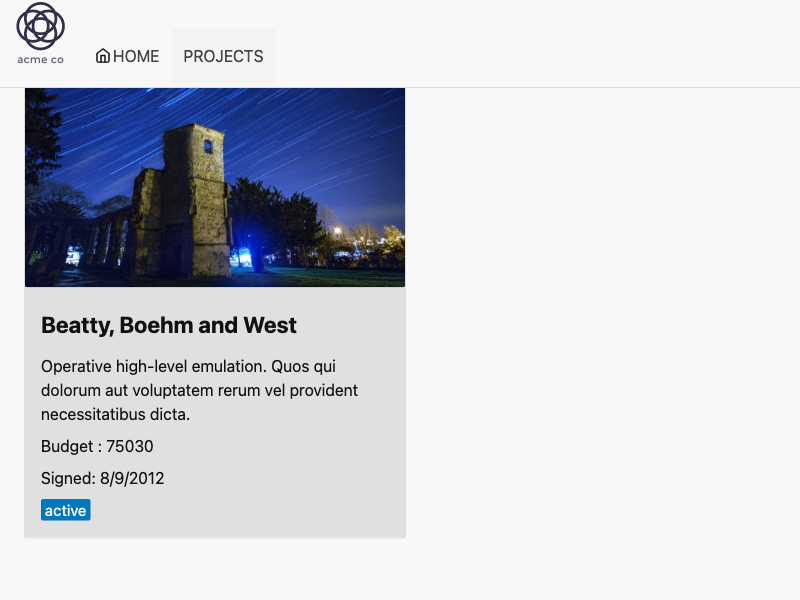 acme co
HOME
PROJECTS
Beatty, Boehm and West
Operative high-level emulation. Quos qui
dolorum aut voluptatem rerum vel provident
necessitatibus dicta.
Budget : 75030
Signed: 8/9/2012
active